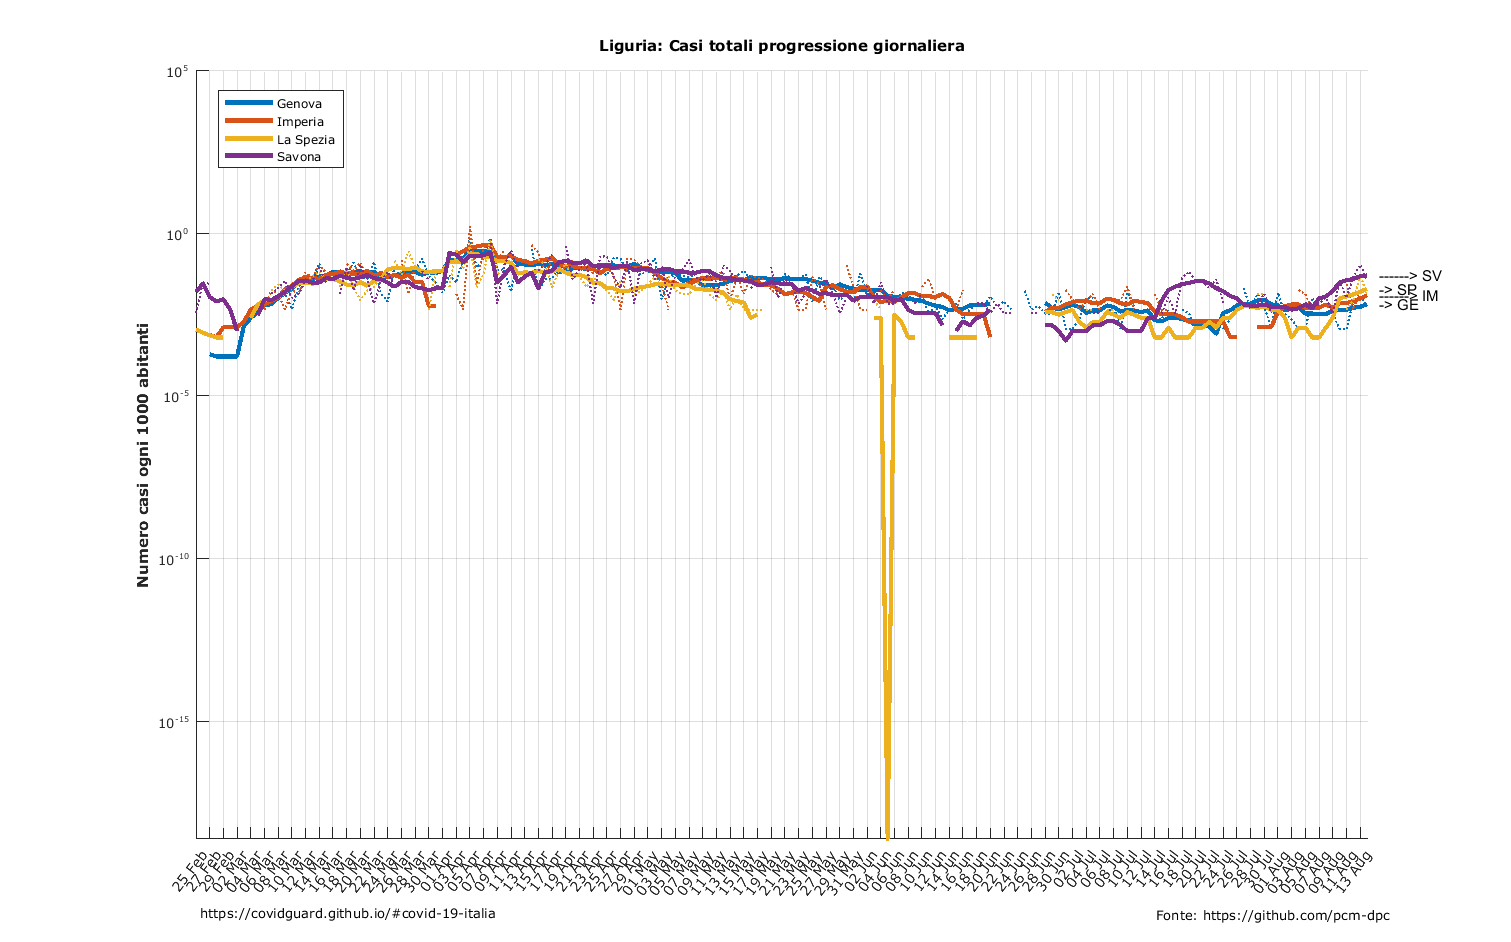 Liguria: Casi totali progressione giornaliera
10^5
10^0
10^-5
10^-10
10^-15
Numero casi ogni 1000 abitanti
Genova
Imperia
La Spezia
Savona
------> SV
-> SP
------> IM
-> GE
25 Feb
27 Feb
29 Feb
02 Mar
04 Mar
06 Mar
08 Mar
10 Mar
12 Mar
14 Mar
16 Mar
18 Mar
20 Mar
22 Mar
24 Mar
26 Mar
28 Mar
30 Mar
01 Apr
03 Apr
05 Apr
07 Apr
09 Apr
11 Apr
13 Apr
15 Apr
17 Apr
19 Apr
21 Apr
23 Apr
25 Apr
27 Apr
29 Apr
01 May
03 May
05 May
07 May
09 May
11 May
13 May
15 May
17 May
19 May
21 May
23 May
25 May
27 May
29 May
31 May
02 Jun
04 Jun
06 Jun
08 Jun
10 Jun
12 Jun
14 Jun
16 Jun
18 Jun
20 Jun
22 Jun
24 Jun
26 Jun
28 Jun
30 Jun
02 Jul
04 Jul
06 Jul
08 Jul
10 Jul
12 Jul
14 Jul
16 Jul
18 Jul
20 Jul
22 Jul
24 Jul
26 Jul
28 Jul
30 Jul
01 Aug
03 Aug
05 Aug
07 Aug
09 Aug
11 Aug
13 Aug
https://covidguard.github.io/#covid-19-italia
Fonte: https://github.com/pcm-dpc